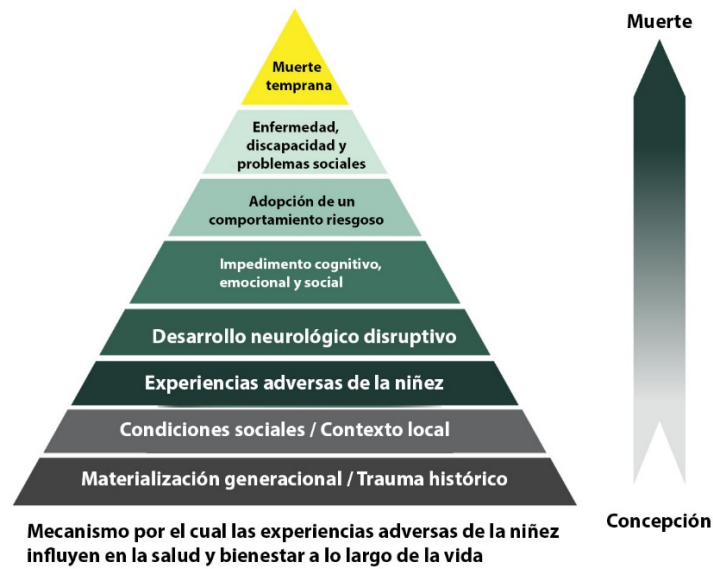 Muerte
Muerte
temprana
Enfermedad,
discapacidad y
problemas sociales
Adopción de un
comportamiento riesgoso
Impedimento cognitivo,
emocional y social
Desarrollo neurológico disruptivo
Experiencias adversas de la niñez
Condiciones sociales / Contexto local
Materialización generacional / Trauma histórico
Concepción
Mecanismo por el cual las experiencias adversas de la niñez
influyen en la salud y bienestar a lo largo de la vida